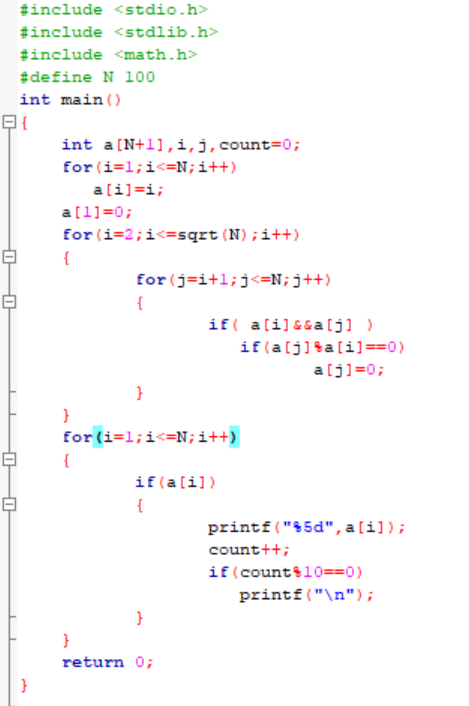 #include <stdio.h>
#include <stdlib.h>
#include <math.h>
#define N 100
int main()
{
    int a[N+1],i,j,count=0;
    for(i=1;i<=N;i++)
       a[i]=i;
    a[1]=0;
    for(i=2;i<=sqrt(N);i++)
    {
           for(j=i+1;j<=N;j++)
           {
                  if( a[i]&&a[j] )
                     if(a[j]%a[i]==0)
                            a[j]=0;
           }
    }
    for(i=1;i<=N;i++)
    {
           if(a[i])
           {
                  printf("%5d",a[i]);
                  count++;
                  if(count%10==0)
                     printf("\n");
           }
    }
    return 0;
}